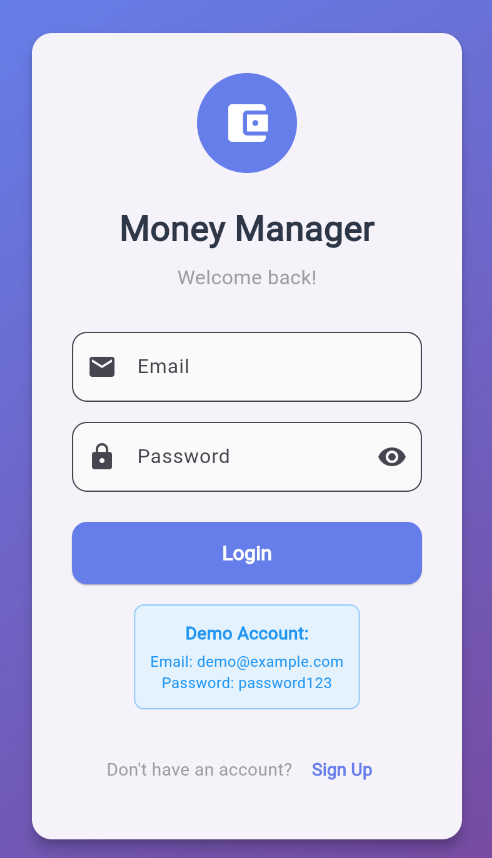 Money Manager
Welcome back!
Email
Password
Login
Demo Account:
Email: demo@example.com
Password: password123
Don't have an account? Sign Up